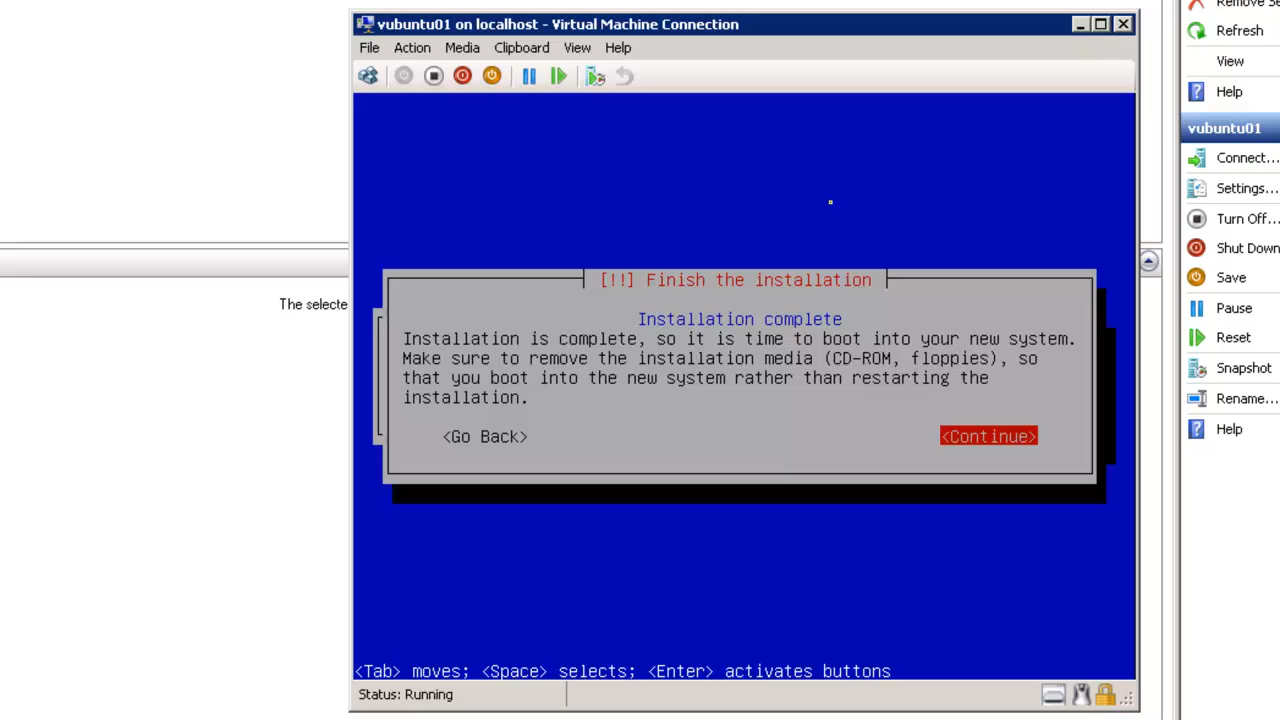 vubuntu01 on localhost - Virtual Machine Connection
File Action Media Clipboard View Help
[!!] Finish the installation
Installation complete
Installation is complete, so it is time to boot into your new system.
Make sure to remove the installation media (CD-ROM, floppies), so
that you boot into the new system rather than restarting the
installation.
<Go Back> <Continue>
<Tab> moves; <Space> selects; <Enter> activates buttons
Status: Running
The selecte
Remove Se
Refresh
View
Help
vubuntu01
Connect...
Settings...
Turn Off...
Shut Down
Save
Pause
Reset
Snapshot
Rename...
Help